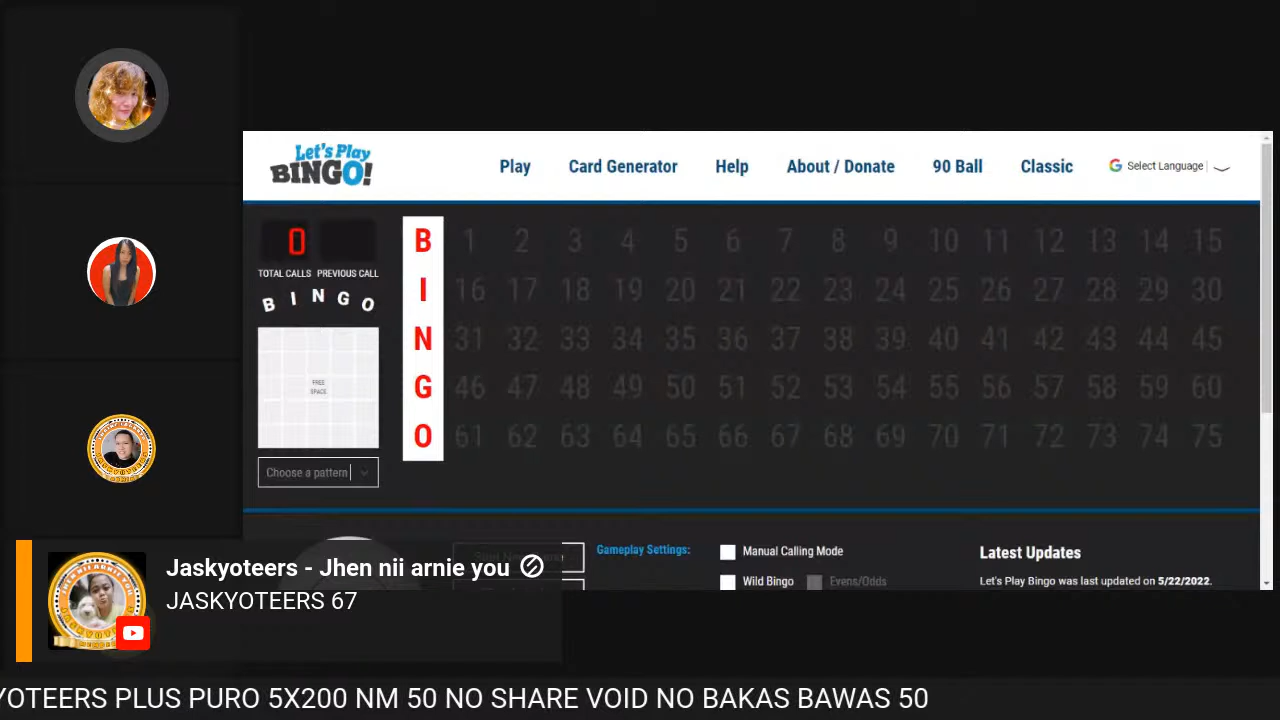 Let's Play
BINGO!
Play
Card Generator
Help
About / Donate
90 Ball
Classic
G Select Language
0
TOTAL CALLS
PREVIOUS CALL
B I N G O
FREE
SPACE
Choose a pattern
B 1 2 3 4 5 6 7 8 9 10 11 12 13 14 15
I 16 17 18 19 20 21 22 23 24 25 26 27 28 29 30
N 31 32 33 34 35 36 37 38 39 40 41 42 43 44 45
G 46 47 48 49 50 51 52 53 54 55 56 57 58 59 60
O 61 62 63 64 65 66 67 68 69 70 71 72 73 74 75
Gameplay Settings:
Manual Calling Mode
Wild Bingo
Evens/Odds
Latest Updates
Let's Play Bingo was last updated on 5/22/2022.
Jaskyoteers - Jhen nii arnie you
JASKYOTEERS 67
YOTEERS PLUS PURO 5X200 NM 50 NO SHARE VOID NO BAKAS BAWAS 50